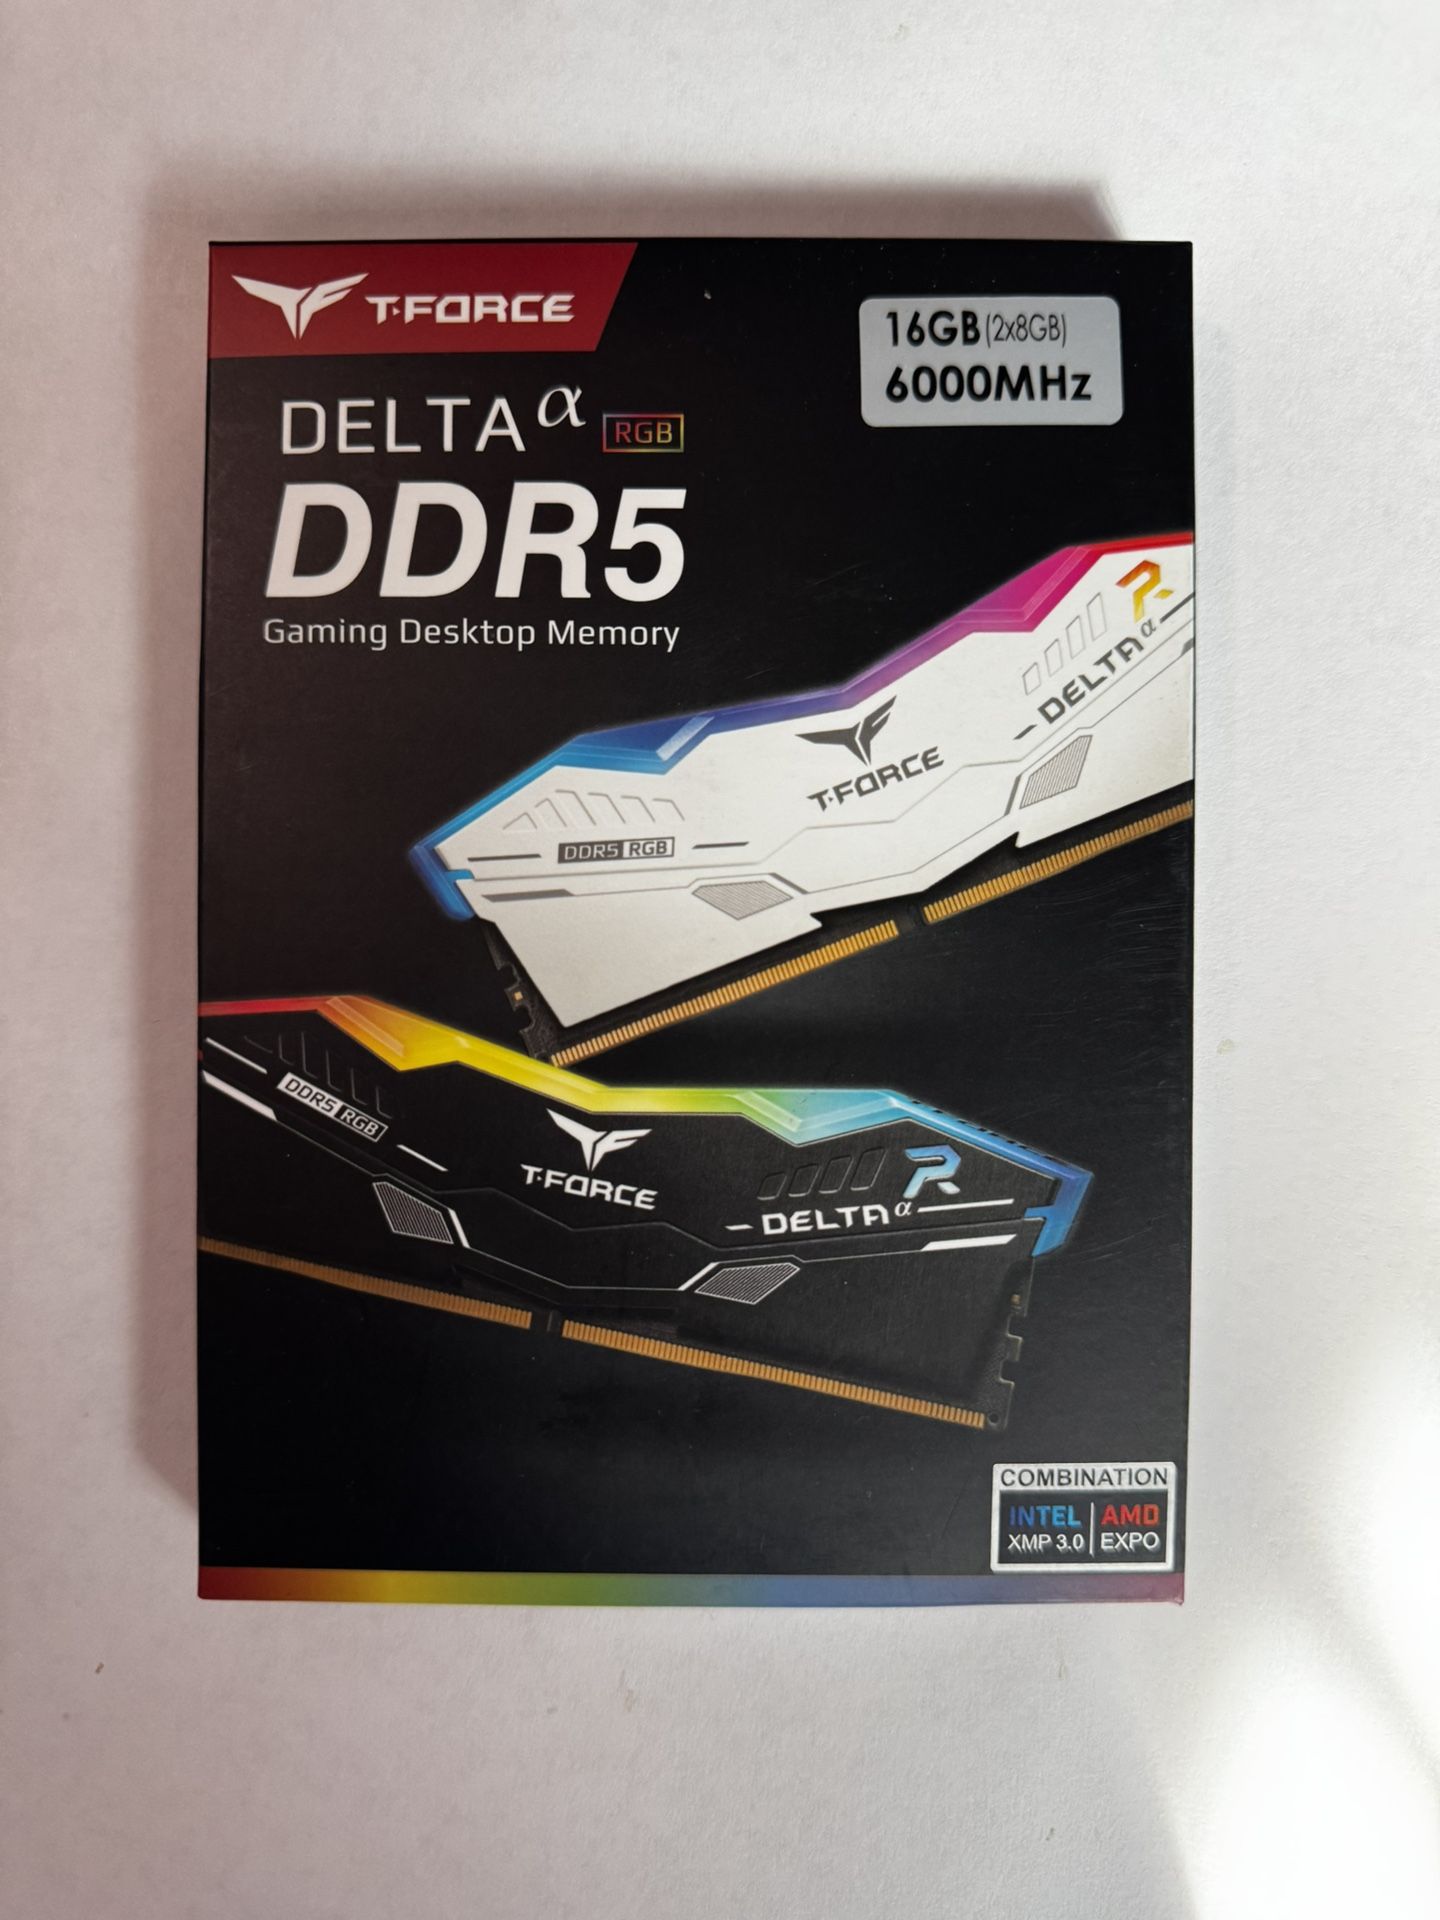 T-FORCE
16GB (2x8GB)
6000MHz
DELTA α RGB
DDR5
Gaming Desktop Memory
R
DELTA α
T-FORCE
DDR5 RGB
DDR5 RGB
T-FORCE
R
DELTA α
COMBINATION
INTEL | AMD
XMP 3.0 | EXPO